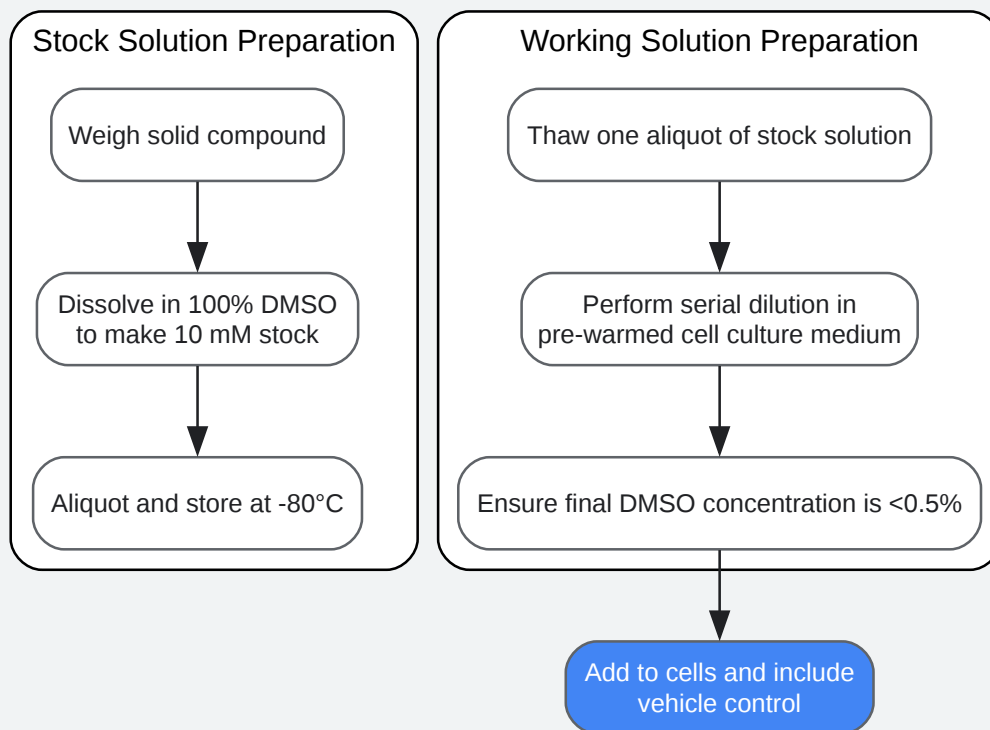 Stock Solution Preparation
Weigh solid compound
Dissolve in 100% DMSO
to make 10 mM stock
Aliquot and store at -80°C
Working Solution Preparation
Thaw one aliquot of stock solution
Perform serial dilution in
pre-warmed cell culture medium
Ensure final DMSO concentration is <0.5%
Add to cells and include
vehicle control